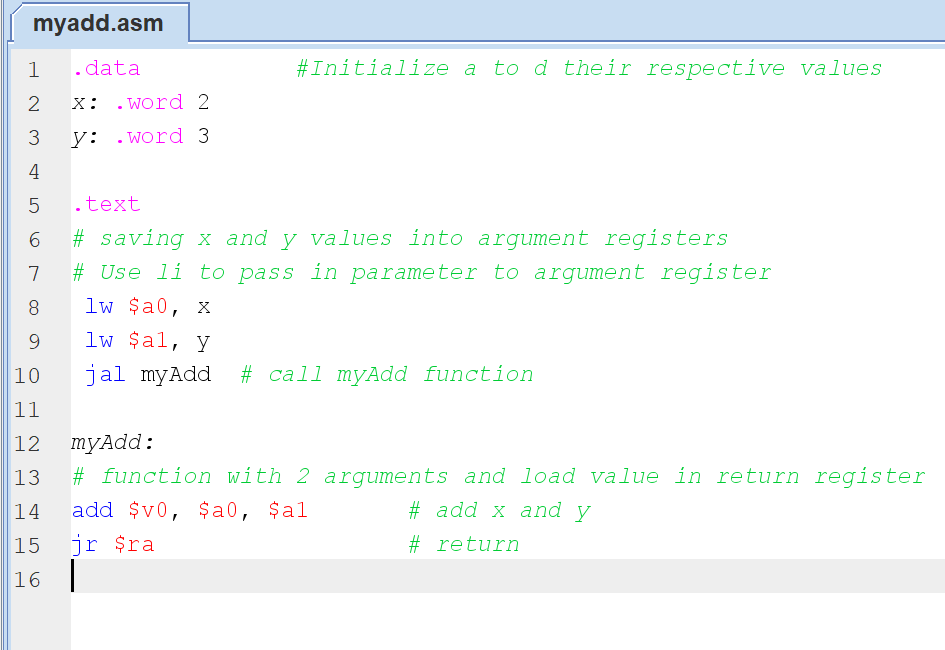 myadd.asm
1 .data #Initialize a to d their respective values
2 x: .word 2
3 y: .word 3
4
5 .text
6 # saving x and y values into argument registers
7 # Use li to pass in parameter to argument register
8 lw $a0, x
9 lw $a1, y
10 jal myAdd # call myAdd function
11
12 myAdd:
13 # function with 2 arguments and load value in return register
14 add $v0, $a0, $a1 # add x and y
15 jr $ra # return
16